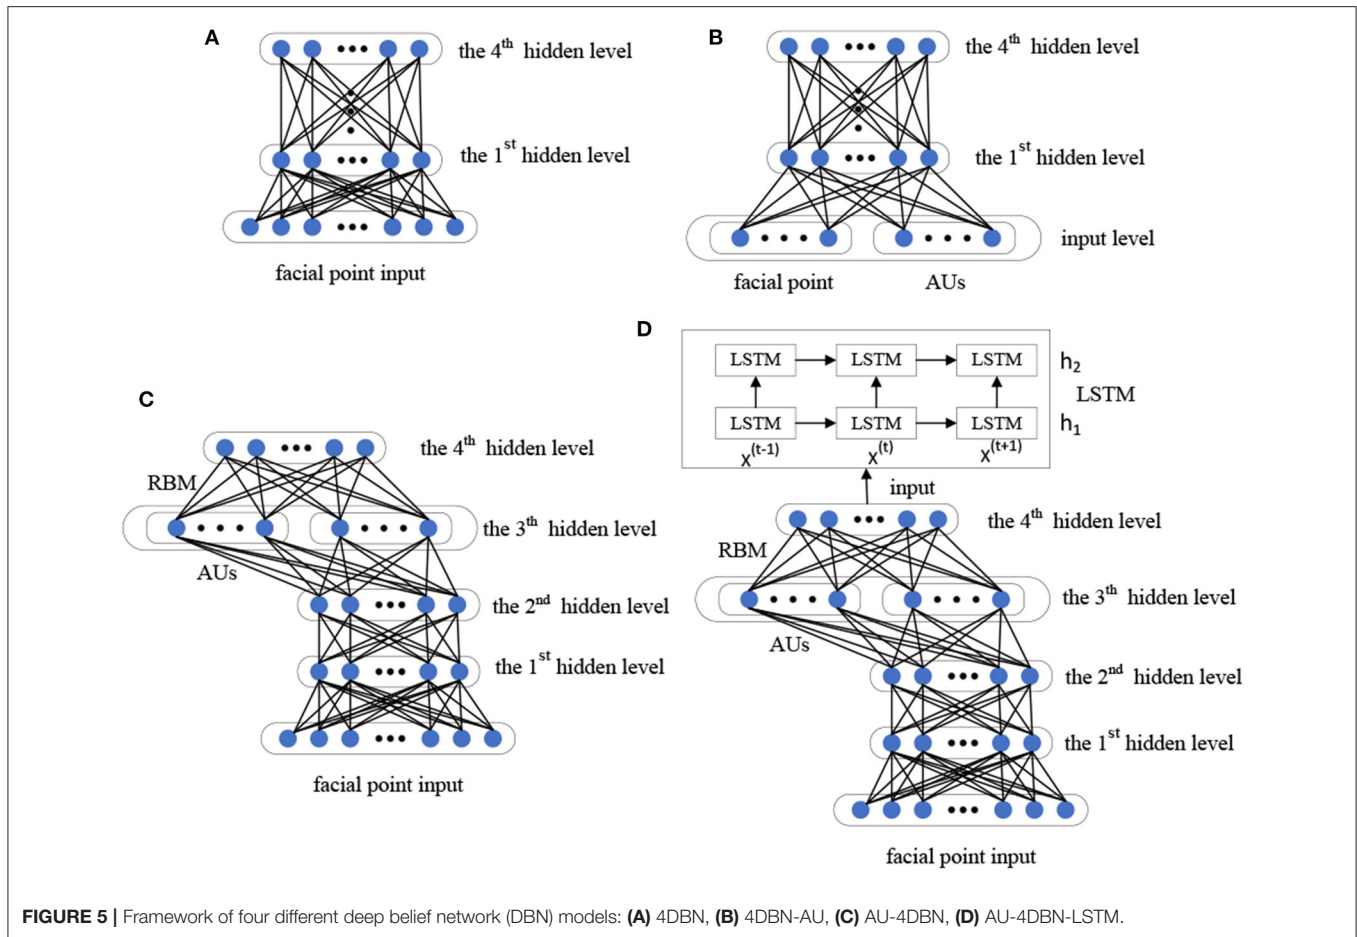 A
the 4th hidden level
the 1st hidden level
facial point input
B
the 4th hidden level
the 1st hidden level
input level
facial point AUs
C
the 4th hidden level
RBM
the 3th hidden level
AUs
the 2nd hidden level
the 1st hidden level
facial point input
D
LSTM LSTM LSTM h2
LSTM
LSTM LSTM LSTM h1
X(t-1) X(t) X(t+1)
input
the 4th hidden level
RBM
the 3th hidden level
AUs
the 2nd hidden level
the 1st hidden level
facial point input
FIGURE 5 | Framework of four different deep belief network (DBN) models: (A) 4DBN, (B) 4DBN-AU, (C) AU-4DBN, (D) AU-4DBN-LSTM.